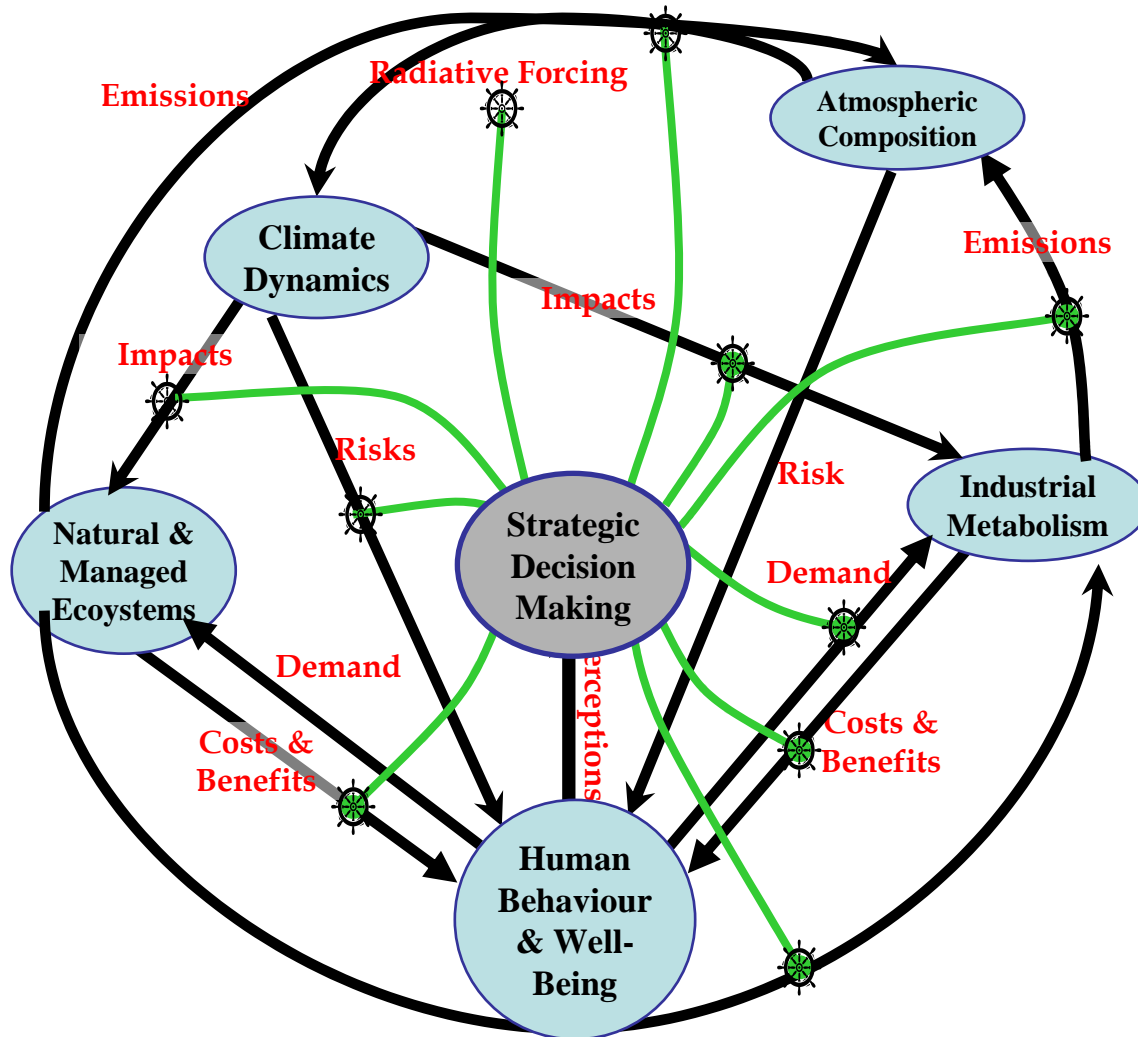 Radiative Forcing
Emissions
Atmospheric
Composition
Climate
Dynamics
Emissions
Impacts
Impacts
Risks
Risk
Industrial
Metabolism
Natural &
Managed
Ecoystems
Strategic
Decision
Making
Demand
Demand
erceptions
Costs &
Benefits
Costs &
Benefits
Human
Behaviour
& Well-
Being